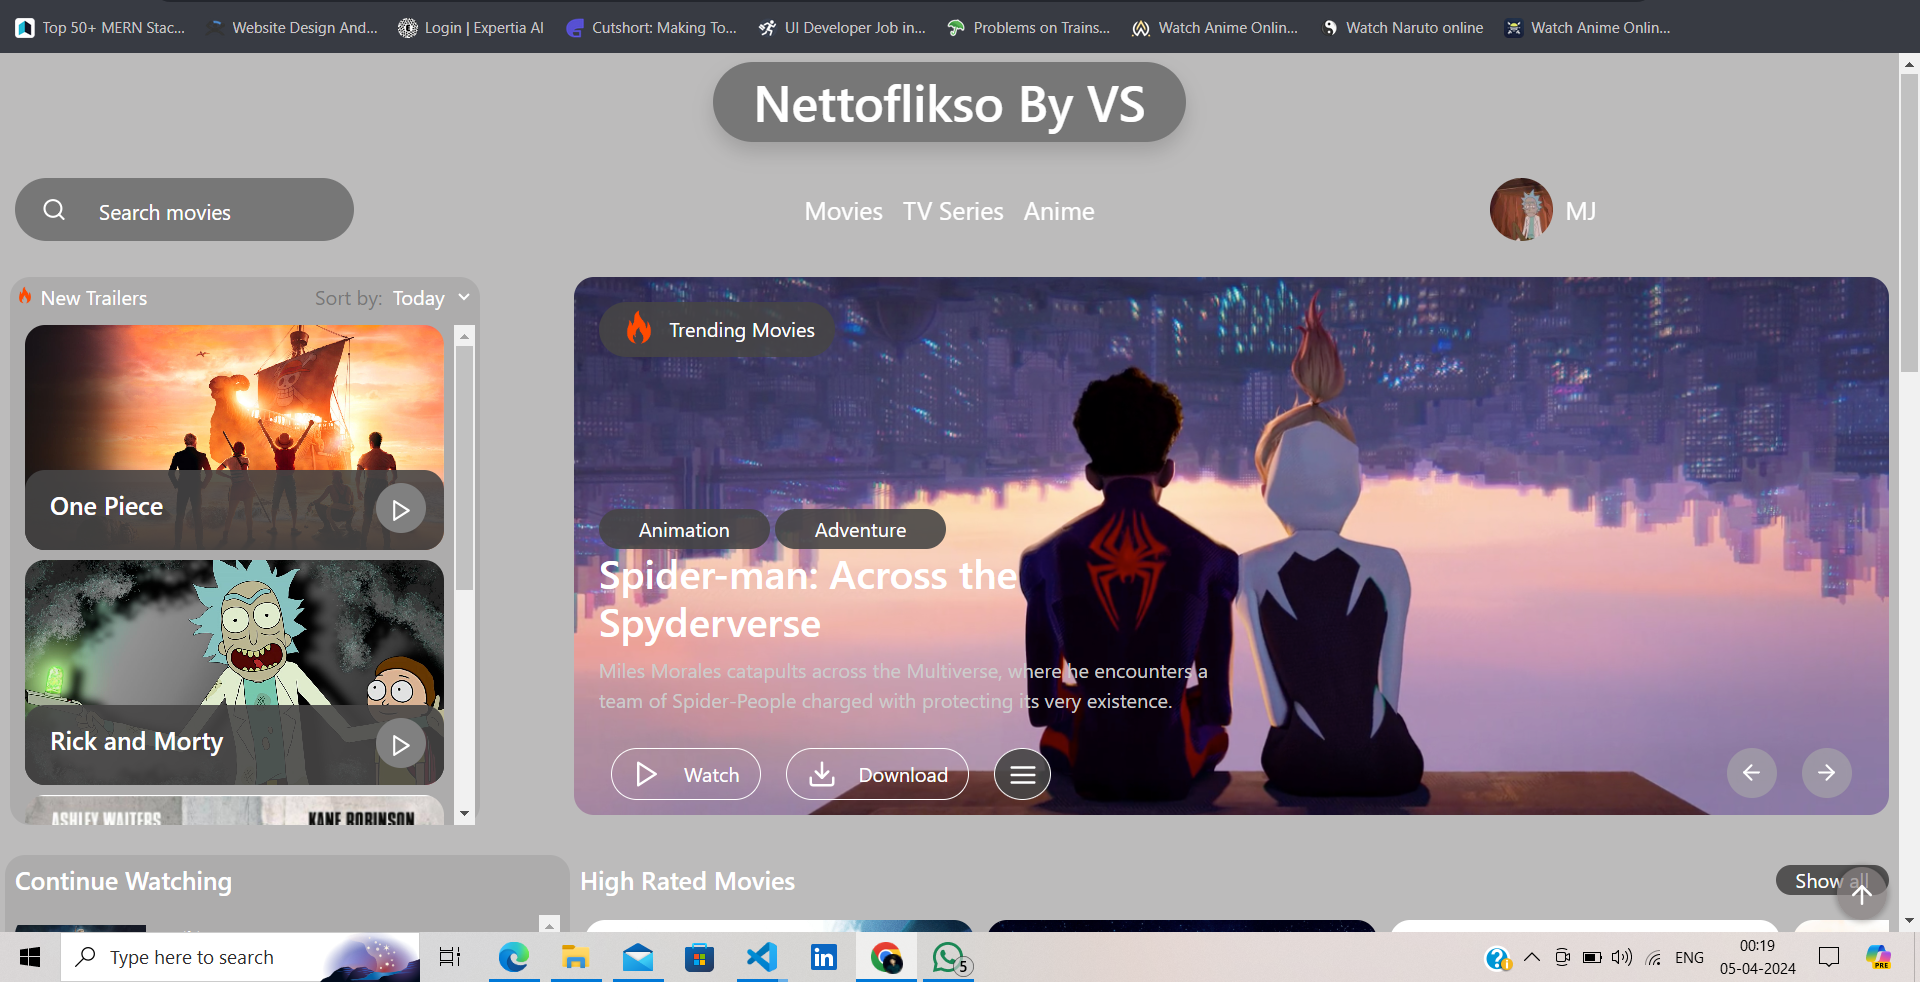 Top 50+ MERN Stac...
Website Design And...
Login | Expertia AI
Cutshort: Making To...
UI Developer Job in...
Problems on Trains...
Watch Anime Onlin...
Watch Naruto online
Watch Anime Onlin...
Nettoflikso By VS
Search movies
Movies TV Series Anime
MJ
New Trailers
Sort by: Today
One Piece
Rick and Morty
ASHLEY WALTERS
KANE ROBINSON
Trending Movies
Animation
Adventure
Spider-man: Across the
Spyderverse
Miles Morales catapults across the Multiverse, where he encounters a
team of Spider-People charged with protecting its very existence.
Watch
Download
Continue Watching
High Rated Movies
Show all
Type here to search
5
PRE
ENG
00:19
05-04-2024